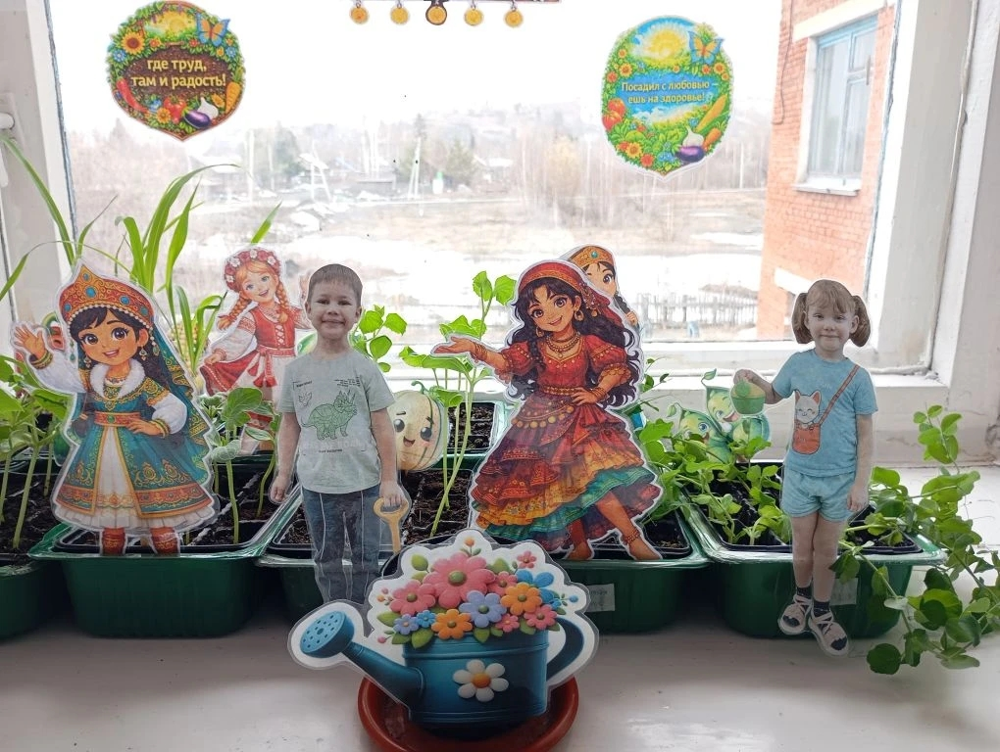 где труд,
там и радость!
Посадил с любовью –
ешь на здоровье!